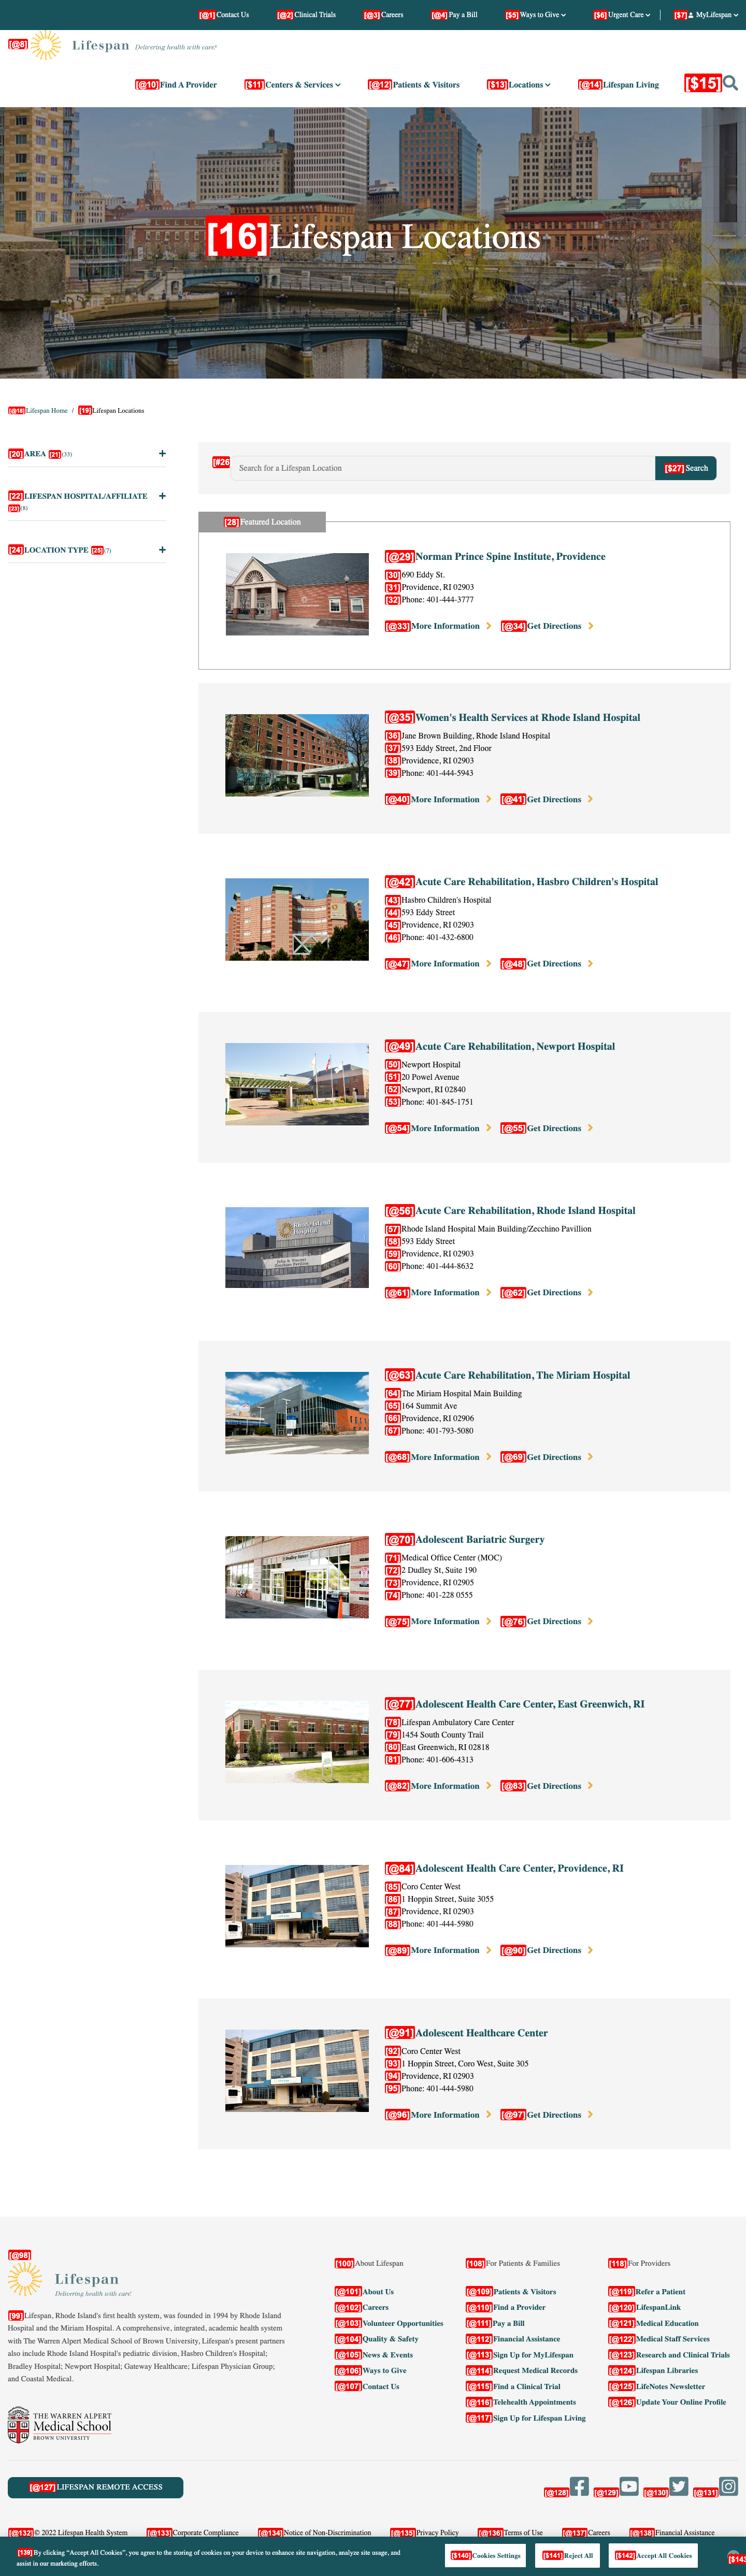 [@1] Contact Us [@2] Clinical Trials [@3] Careers [@4] Pay a Bill [$5] Ways to Give [$6] Urgent Care [$7] MyLifespan
[@8] Lifespan Delivering health with care.®
[@10] Find A Provider [$11] Centers & Services [@12] Patients & Visitors [$13] Locations [@14] Lifespan Living [$15]
[16] Lifespan Locations
[@18] Lifespan Home / [19] Lifespan Locations
[20] AREA [21] (33)
[22] LIFESPAN HOSPITAL/AFFILIATE
[23] (8)
[24] LOCATION TYPE [25] (7)
[#26 Search for a Lifespan Location [$27] Search
[28] Featured Location
[@29] Norman Prince Spine Institute, Providence
[30] 690 Eddy St.
[31] Providence, RI 02903
[32] Phone: 401-444-3777
[@33] More Information [@34] Get Directions
[@35] Women's Health Services at Rhode Island Hospital
[36] Jane Brown Building, Rhode Island Hospital
[37] 593 Eddy Street, 2nd Floor
[38] Providence, RI 02903
[39] Phone: 401-444-5943
[@40] More Information [@41] Get Directions
[@42] Acute Care Rehabilitation, Hasbro Children's Hospital
[43] Hasbro Children's Hospital
[44] 593 Eddy Street
[45] Providence, RI 02903
[46] Phone: 401-432-6800
[@47] More Information [@48] Get Directions
[@49] Acute Care Rehabilitation, Newport Hospital
[50] Newport Hospital
[51] 20 Powel Avenue
[52] Newport, RI 02840
[53] Phone: 401-845-1751
[@54] More Information [@55] Get Directions
[@56] Acute Care Rehabilitation, Rhode Island Hospital
Rhode Island
Hospital
[57] Rhode Island Hospital Main Building/Zecchino Pavillion
[58] 593 Eddy Street
[59] Providence, RI 02903
[60] Phone: 401-444-8632
[@61] More Information [@62] Get Directions
[@63] Acute Care Rehabilitation, The Miriam Hospital
[64] The Miriam Hospital Main Building
[65] 164 Summit Ave
[66] Providence, RI 02906
[67] Phone: 401-793-5080
[@68] More Information [@69] Get Directions
[@70] Adolescent Bariatric Surgery
[71] Medical Office Center (MOC)
[72] 2 Dudley St, Suite 190
[73] Providence, RI 02905
[74] Phone: 401-228 0555
[@75] More Information [@76] Get Directions
[@77] Adolescent Health Care Center, East Greenwich, RI
[78] Lifespan Ambulatory Care Center
[79] 1454 South County Trail
[80] East Greenwich, RI 02818
[81] Phone: 401-606-4313
[@82] More Information [@83] Get Directions
[@84] Adolescent Health Care Center, Providence, RI
[85] Coro Center West
[86] 1 Hoppin Street, Suite 3055
[87] Providence, RI 02903
[88] Phone: 401-444-5980
[@89] More Information [@90] Get Directions
[@91] Adolescent Healthcare Center
[92] Coro Center West
[93] 1 Hoppin Street, Coro West, Suite 305
[94] Providence, RI 02903
[95] Phone: 401-444-5980
[@96] More Information [@97] Get Directions
[@98]
Lifespan
Delivering health with care.®
[99] Lifespan, Rhode Island's first health system, was founded in 1994 by Rhode Island
Hospital and the Miriam Hospital. A comprehensive, integrated, academic health system
with The Warren Alpert Medical School of Brown University, Lifespan's present partners
also include Rhode Island Hospital's pediatric division, Hasbro Children's Hospital;
Bradley Hospital; Newport Hospital; Gateway Healthcare; Lifespan Physician Group;
and Coastal Medical.
THE WARREN ALPERT
Medical School
BROWN UNIVERSITY
[100] About Lifespan
[@101] About Us
[@102] Careers
[@103] Volunteer Opportunities
[@104] Quality & Safety
[@105] News & Events
[@106] Ways to Give
[@107] Contact Us
[108] For Patients & Families
[@109] Patients & Visitors
[@110] Find a Provider
[@111] Pay a Bill
[@112] Financial Assistance
[@113] Sign Up for MyLifespan
[@114] Request Medical Records
[@115] Find a Clinical Trial
[@116] Telehealth Appointments
[@117] Sign Up for Lifespan Living
[118] For Providers
[@119] Refer a Patient
[@120] LifespanLink
[@121] Medical Education
[@122] Medical Staff Services
[@123] Research and Clinical Trials
[@124] Lifespan Libraries
[@125] LifeNotes Newsletter
[@126] Update Your Online Profile
[@127] LIFESPAN REMOTE ACCESS
[@128] [@129] [@130] [@131]
[@132] © 2022 Lifespan Health System [@133] Corporate Compliance [@134] Notice of Non-Discrimination [@135] Privacy Policy [@136] Terms of Use [@137] Careers [@138] Financial Assistance
[139] By clicking “Accept All Cookies”, you agree to the storing of cookies on your device to enhance site navigation, analyze site usage, and
assist in our marketing efforts.
[$140] Cookies Settings [$141] Reject All [$142] Accept All Cookies [$143